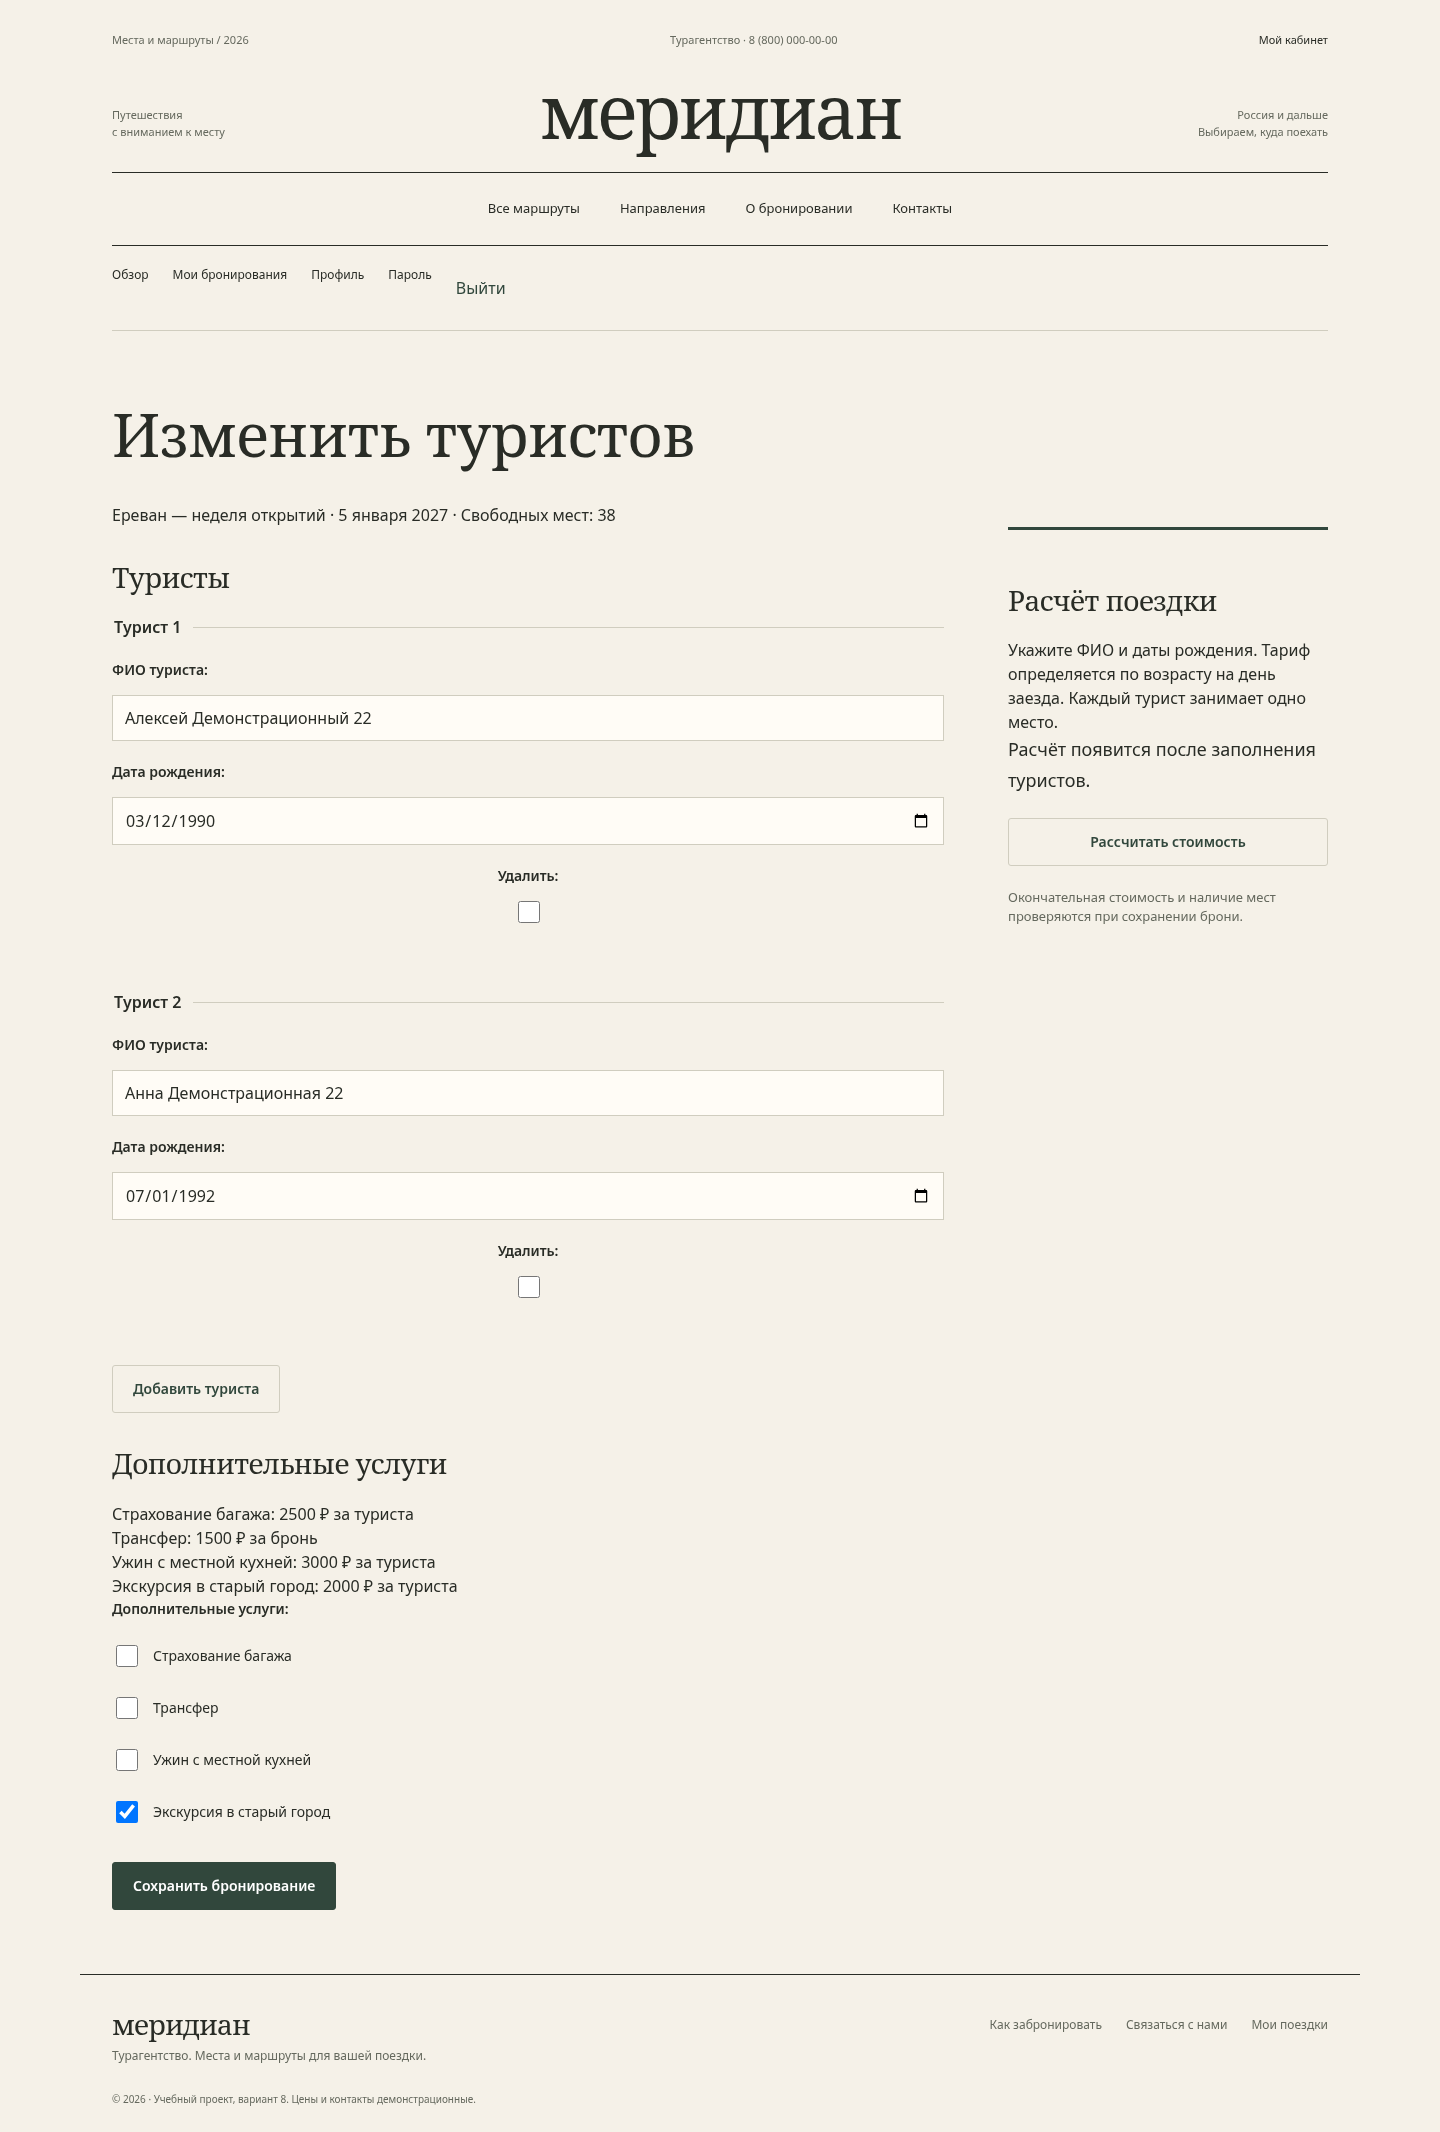 Места и маршруты / 2026
Турагентство · 8 (800) 000-00-00
Мой кабинет
Путешествия
с вниманием к месту
меридиан
Россия и дальше
Выбираем, куда поехать
Все маршруты
Направления
О бронировании
Контакты
Обзор
Мои бронирования
Профиль
Пароль
Выйти
Изменить туристов
Ереван — неделя открытий · 5 января 2027 · Свободных мест: 38
Туристы
Турист 1
ФИО туриста:
Алексей Демонстрационный 22
Дата рождения:
03/12/1990
Удалить:
Турист 2
ФИО туриста:
Анна Демонстрационная 22
Дата рождения:
07/01/1992
Удалить:
Добавить туриста
Дополнительные услуги
Страхование багажа: 2500 ₽ за туриста
Трансфер: 1500 ₽ за бронь
Ужин с местной кухней: 3000 ₽ за туриста
Экскурсия в старый город: 2000 ₽ за туриста
Дополнительные услуги:
Страхование багажа
Трансфер
Ужин с местной кухней
Экскурсия в старый город
Сохранить бронирование
Расчёт поездки
Укажите ФИО и даты рождения. Тариф
определяется по возрасту на день
заезда. Каждый турист занимает одно
место.
Расчёт появится после заполнения
туристов.
Рассчитать стоимость
Окончательная стоимость и наличие мест
проверяются при сохранении брони.
меридиан
Турагентство. Места и маршруты для вашей поездки.
Как забронировать
Связаться с нами
Мои поездки
© 2026 · Учебный проект, вариант 8. Цены и контакты демонстрационные.